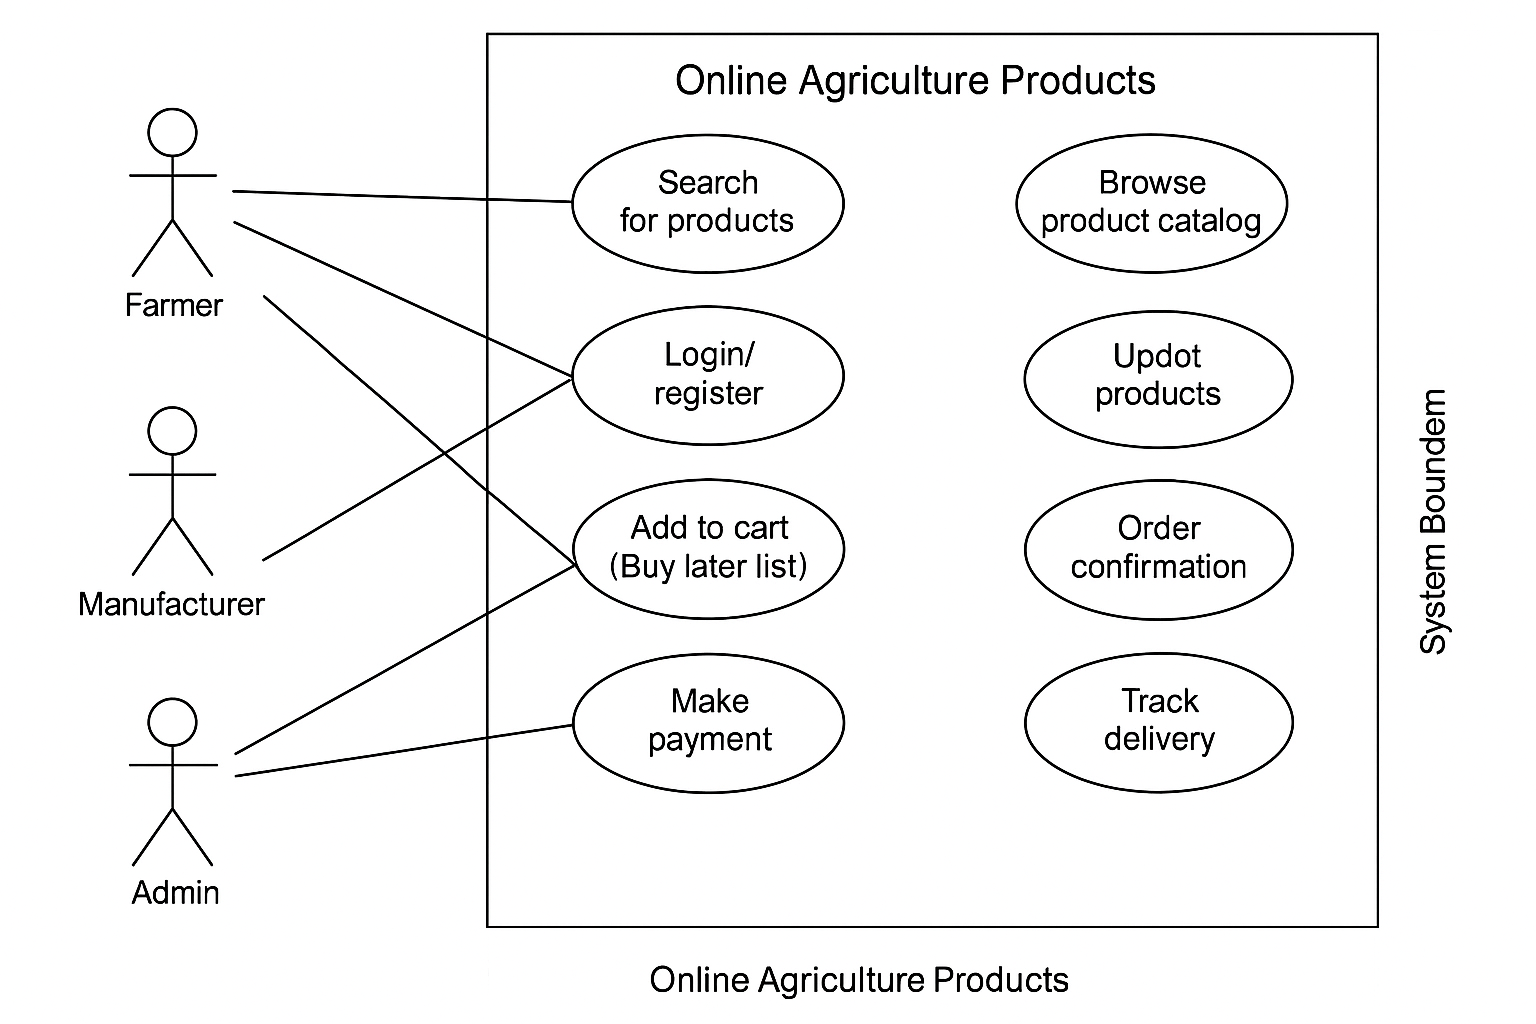 Online Agriculture Products
Farmer
Manufacturer
Admin
Search
for products
Login/
register
Add to cart
(Buy later list)
Make
payment
Browse
product catalog
Updot
products
Order
confirmation
Track
delivery
System Boundem
Online Agriculture Products